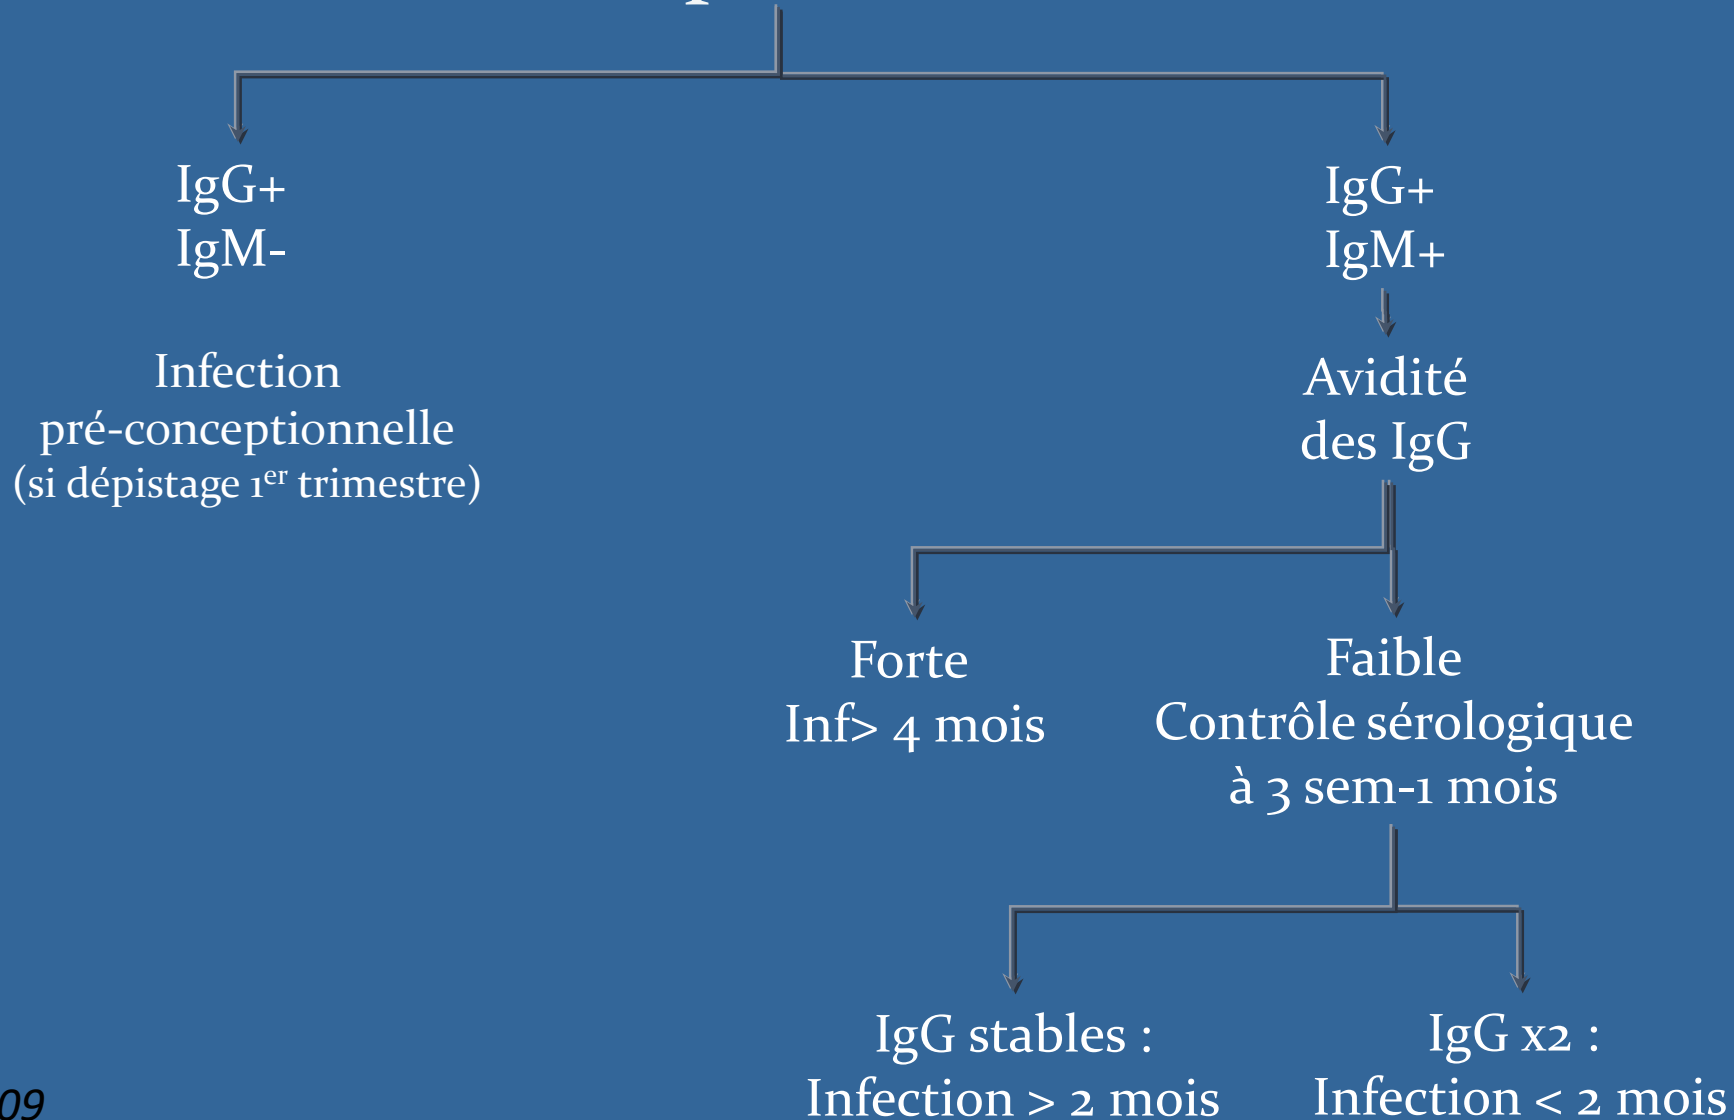 IgG+
IgM-
Infection
pré-conceptionnelle
(si dépistage 1er trimestre)
IgG+
IgM+
Avidité
des IgG
Forte
Inf> 4 mois
Faible
Contrôle sérologique
à 3 sem-1 mois
IgG stables :
Infection > 2 mois
IgG x2 :
Infection < 2 mois
09